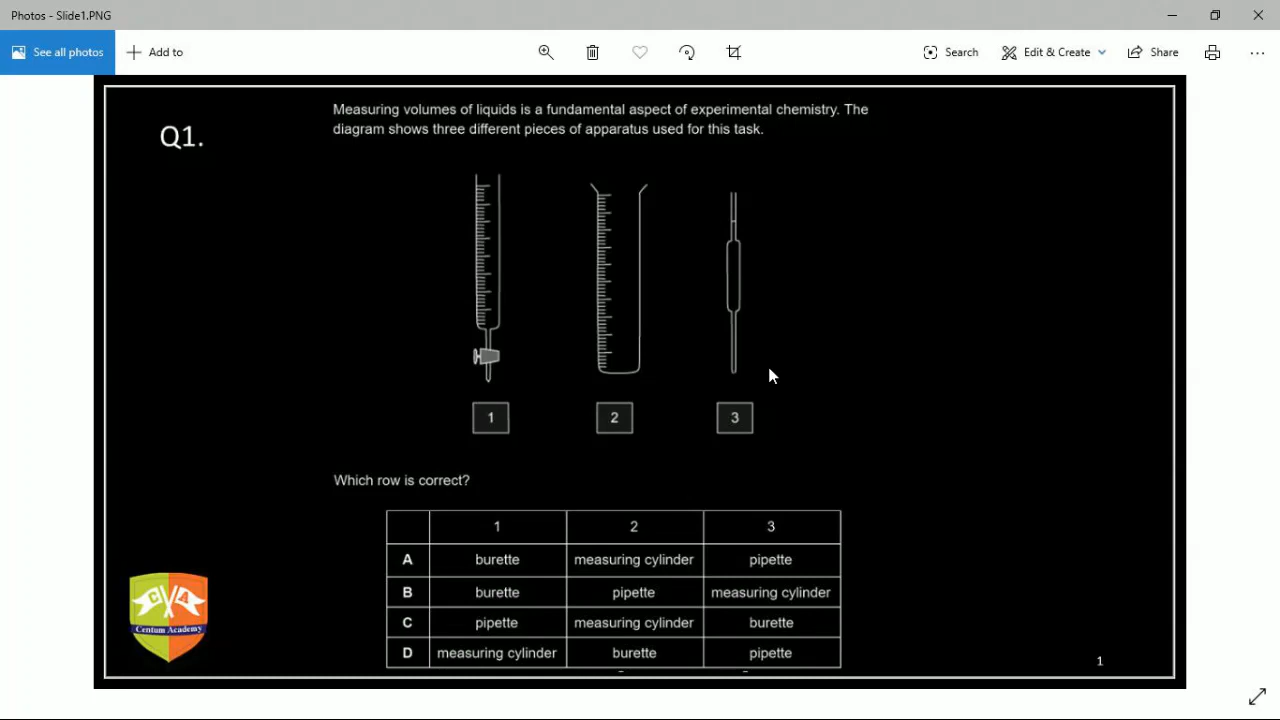 Photos - Slide1.PNG
See all photos
Add to
Search
Edit & Create
Share
Q1.
Measuring volumes of liquids is a fundamental aspect of experimental chemistry. The
diagram shows three different pieces of apparatus used for this task.
1 2 3
Which row is correct?
1 2 3
A burette measuring cylinder pipette
B burette pipette measuring cylinder
C pipette measuring cylinder burette
D measuring cylinder burette pipette
C A
Centum Academy
1